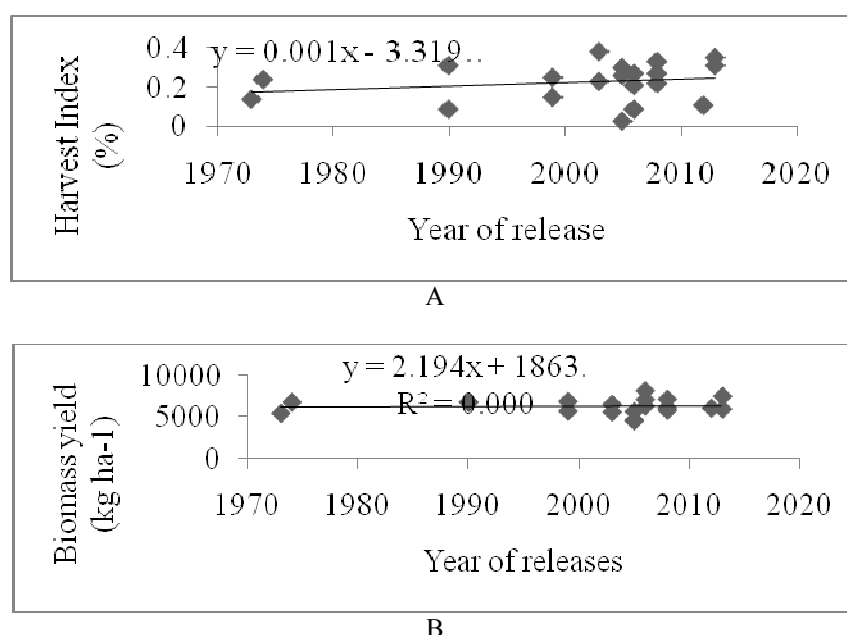 y = 0.001x - 3.319..
0.4
0.2
0
Harvest Index
(%)
1970 1980 1990 2000 2010 2020
Year of release
A
y = 2.194x + 1863.
R² = 0.000
10000
5000
0
Biomass yield
(kg ha-1)
1970 1980 1990 2000 2010 2020
Year of releases
B